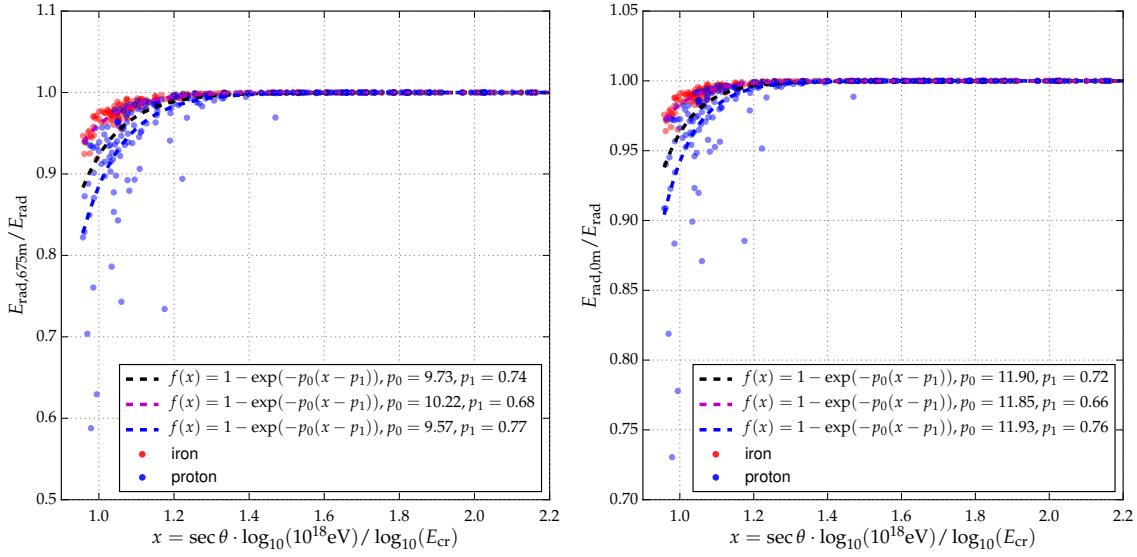 1.1
1.0
0.9
0.8
0.7
0.6
0.5
E_rad,675m / E_rad
f(x) = 1 − exp(−p₀(x − p₁)), p₀ = 9.73, p₁ = 0.74
f(x) = 1 − exp(−p₀(x − p₁)), p₀ = 10.22, p₁ = 0.68
f(x) = 1 − exp(−p₀(x − p₁)), p₀ = 9.57, p₁ = 0.77
iron
proton
1.0 1.2 1.4 1.6 1.8 2.0 2.2
x = sec θ · log₁₀(10¹⁸eV) / log₁₀(E_cr)
1.05
1.00
0.95
0.90
0.85
0.80
0.75
0.70
E_rad,0m / E_rad
f(x) = 1 − exp(−p₀(x − p₁)), p₀ = 11.90, p₁ = 0.72
f(x) = 1 − exp(−p₀(x − p₁)), p₀ = 11.85, p₁ = 0.66
f(x) = 1 − exp(−p₀(x − p₁)), p₀ = 11.93, p₁ = 0.76
iron
proton
1.0 1.2 1.4 1.6 1.8 2.0 2.2
x = sec θ · log₁₀(10¹⁸eV) / log₁₀(E_cr)